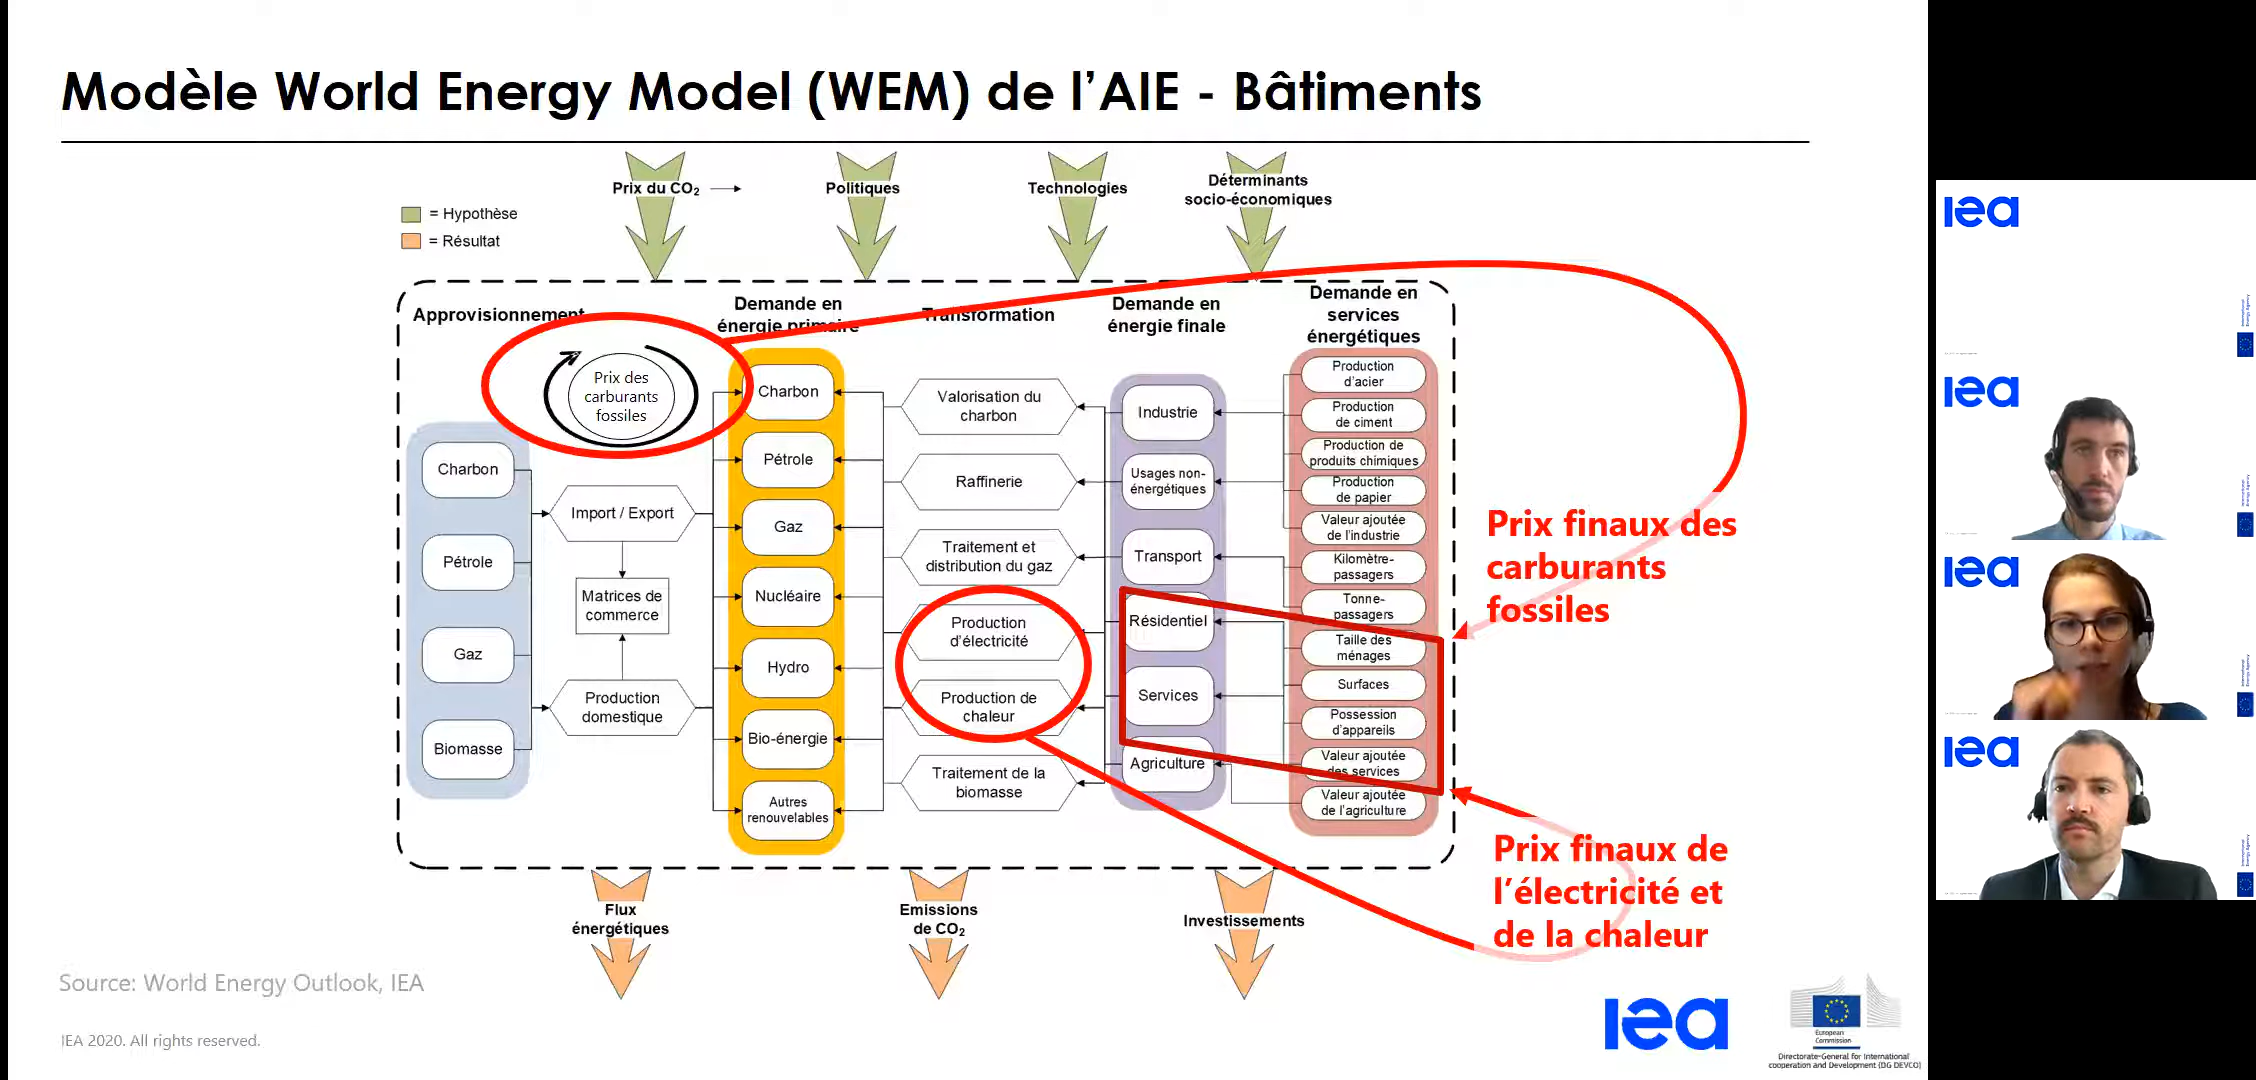 Modèle World Energy Model (WEM) de l'AIE - Bâtiments
Prix du CO₂
Politiques
Technologies
Déterminants
socio-économiques
= Hypothèse
= Résultat
Approvisionnement
Demande en
énergie primaire
Transformation
Demande en
énergie finale
Demande en
services
énergétiques
Prix des
carburants
fossiles
Charbon
Pétrole
Gaz
Biomasse
Import / Export
Matrices de
commerce
Production
domestique
Charbon
Pétrole
Gaz
Nucléaire
Hydro
Bio-énergie
Autres
renouvelables
Valorisation du
charbon
Raffinerie
Traitement et
distribution du gaz
Production
d'électricité
Production de
chaleur
Traitement de la
biomasse
Industrie
Usages non-
énergétiques
Transport
Résidentiel
Services
Agriculture
Production
d'acier
Production
de ciment
Production de
produits chimiques
Production
de papier
Valeur ajoutée
de l'industrie
Kilomètre-
passagers
Tonne-
passagers
Taille des
ménages
Surfaces
Possession
d'appareils
Valeur ajoutée
des services
Valeur ajoutée
de l'agriculture
Prix finaux des
carburants
fossiles
Prix finaux de
l'électricité et
de la chaleur
Flux
énergétiques
Emissions
de CO₂
Investissements
Source: World Energy Outlook, IEA
IEA 2020. All rights reserved.
iea
European
Commission
Directorate-General for International
cooperation and Development (DG DEVCO)
iea
iea
iea
iea